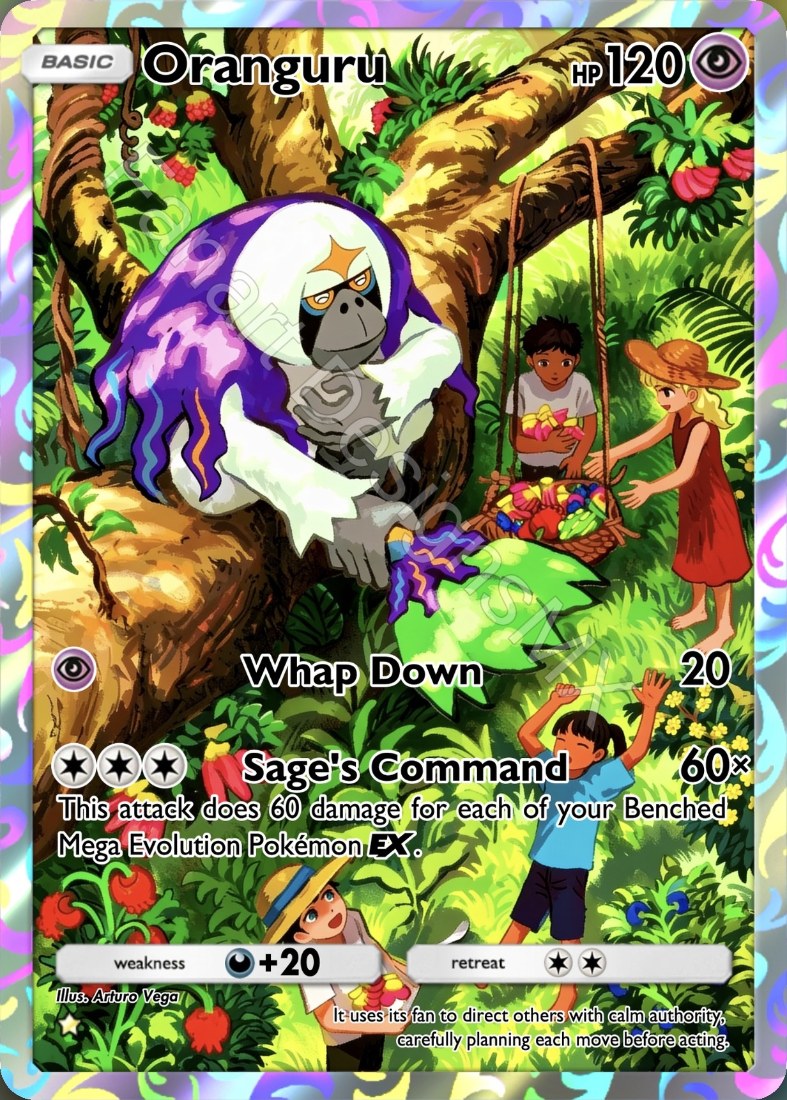 BASIC Oranguru HP 120
Whap Down 20
Sage's Command 60×
This attack does 60 damage for each of your Benched
Mega Evolution Pokémon EX.
weakness +20 retreat
Illus. Arturo Vega
It uses its fan to direct others with calm authority,
carefully planning each move before acting.